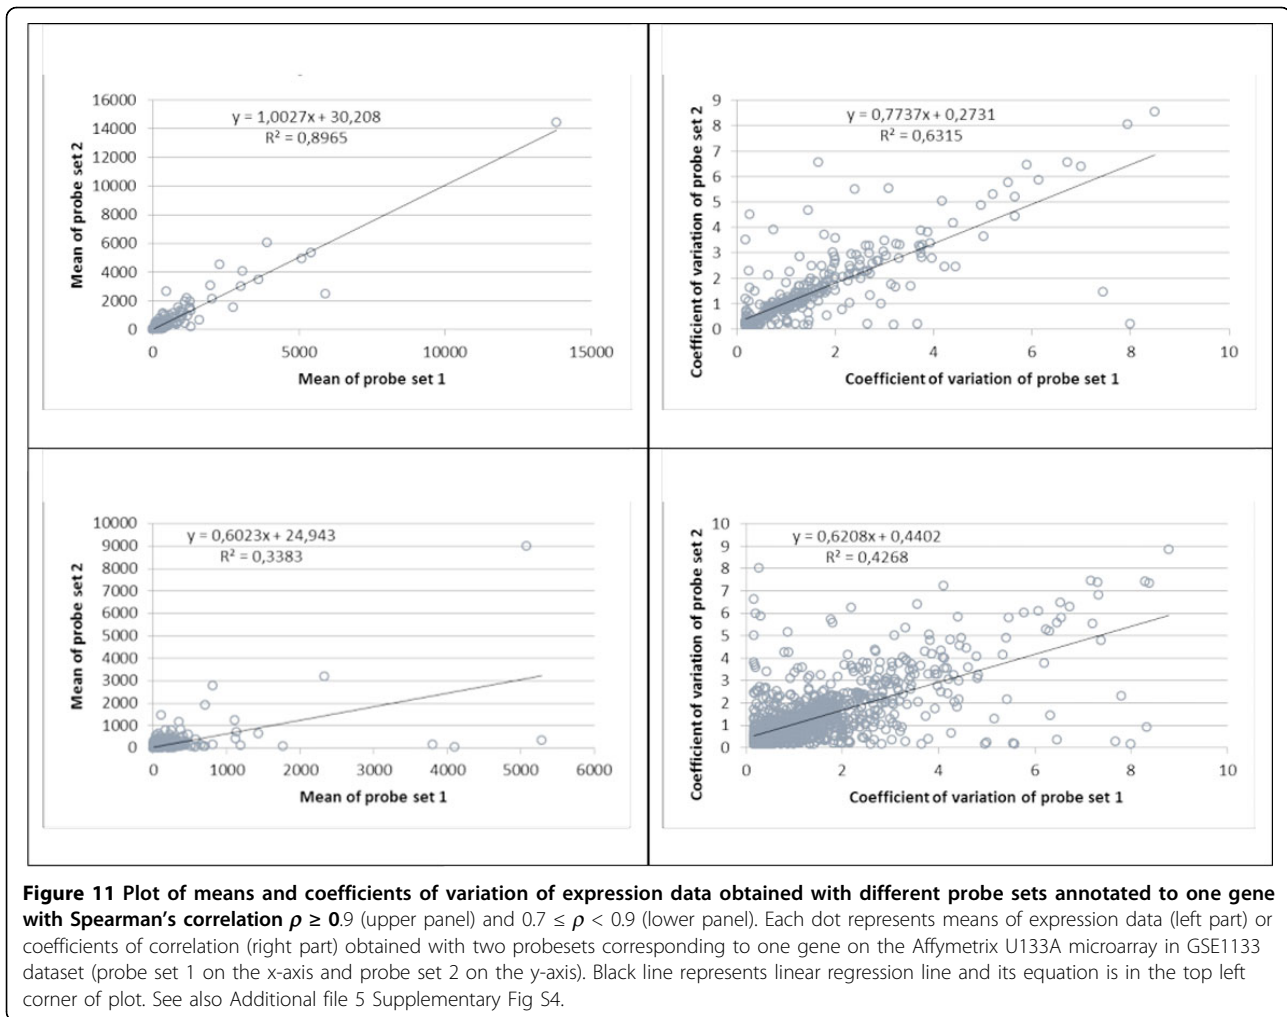 16000
14000
12000
10000
8000
6000
4000
2000
0
Mean of probe set 2
y = 1,0027x + 30,208
R² = 0,8965
0 5000 10000 15000
Mean of probe set 1
9
8
7
6
5
4
3
2
1
0
Coefficient of variation of probe set 2
y = 0,7737x + 0,2731
R² = 0,6315
0 2 4 6 8 10
Coefficient of variation of probe set 1
10000
9000
8000
7000
6000
5000
4000
3000
2000
1000
0
Mean of probe set 2
y = 0,6023x + 24,943
R² = 0,3383
0 1000 2000 3000 4000 5000 6000
Mean of probe set 1
10
9
8
7
6
5
4
3
2
1
0
Coefficient of variation of probe set 2
y = 0,6208x + 0,4402
R² = 0,4268
0 2 4 6 8 10
Coefficient of variation of probe set 1
Figure 11 Plot of means and coefficients of variation of expression data obtained with different probe sets annotated to one gene
with Spearman's correlation ρ ≥ 0.9 (upper panel) and 0.7 ≤ ρ < 0.9 (lower panel). Each dot represents means of expression data (left part) or
coefficients of correlation (right part) obtained with two probesets corresponding to one gene on the Affymetrix U133A microarray in GSE1133
dataset (probe set 1 on the x-axis and probe set 2 on the y-axis). Black line represents linear regression line and its equation is in the top left
corner of plot. See also Additional file 5 Supplementary Fig S4.